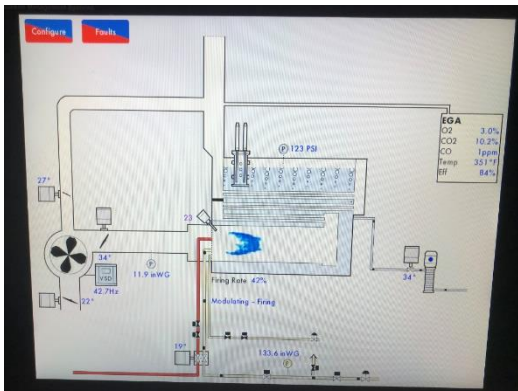 Configure
Faults
EGA
O2 3.0%
CO2 10.2%
CO 1ppm
Temp 351°F
Eff 84%
P 123 PSI
27°
23
34°
P
11.9 inWG
VSD
42.7Hz
22°
34°
Firing Rate 42%
Modulating - Firing
19°
133.6 inWG
P